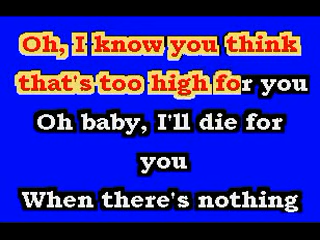 Oh, I know you think
that's too high for you
Oh baby, I'll die for
you
When there's nothing